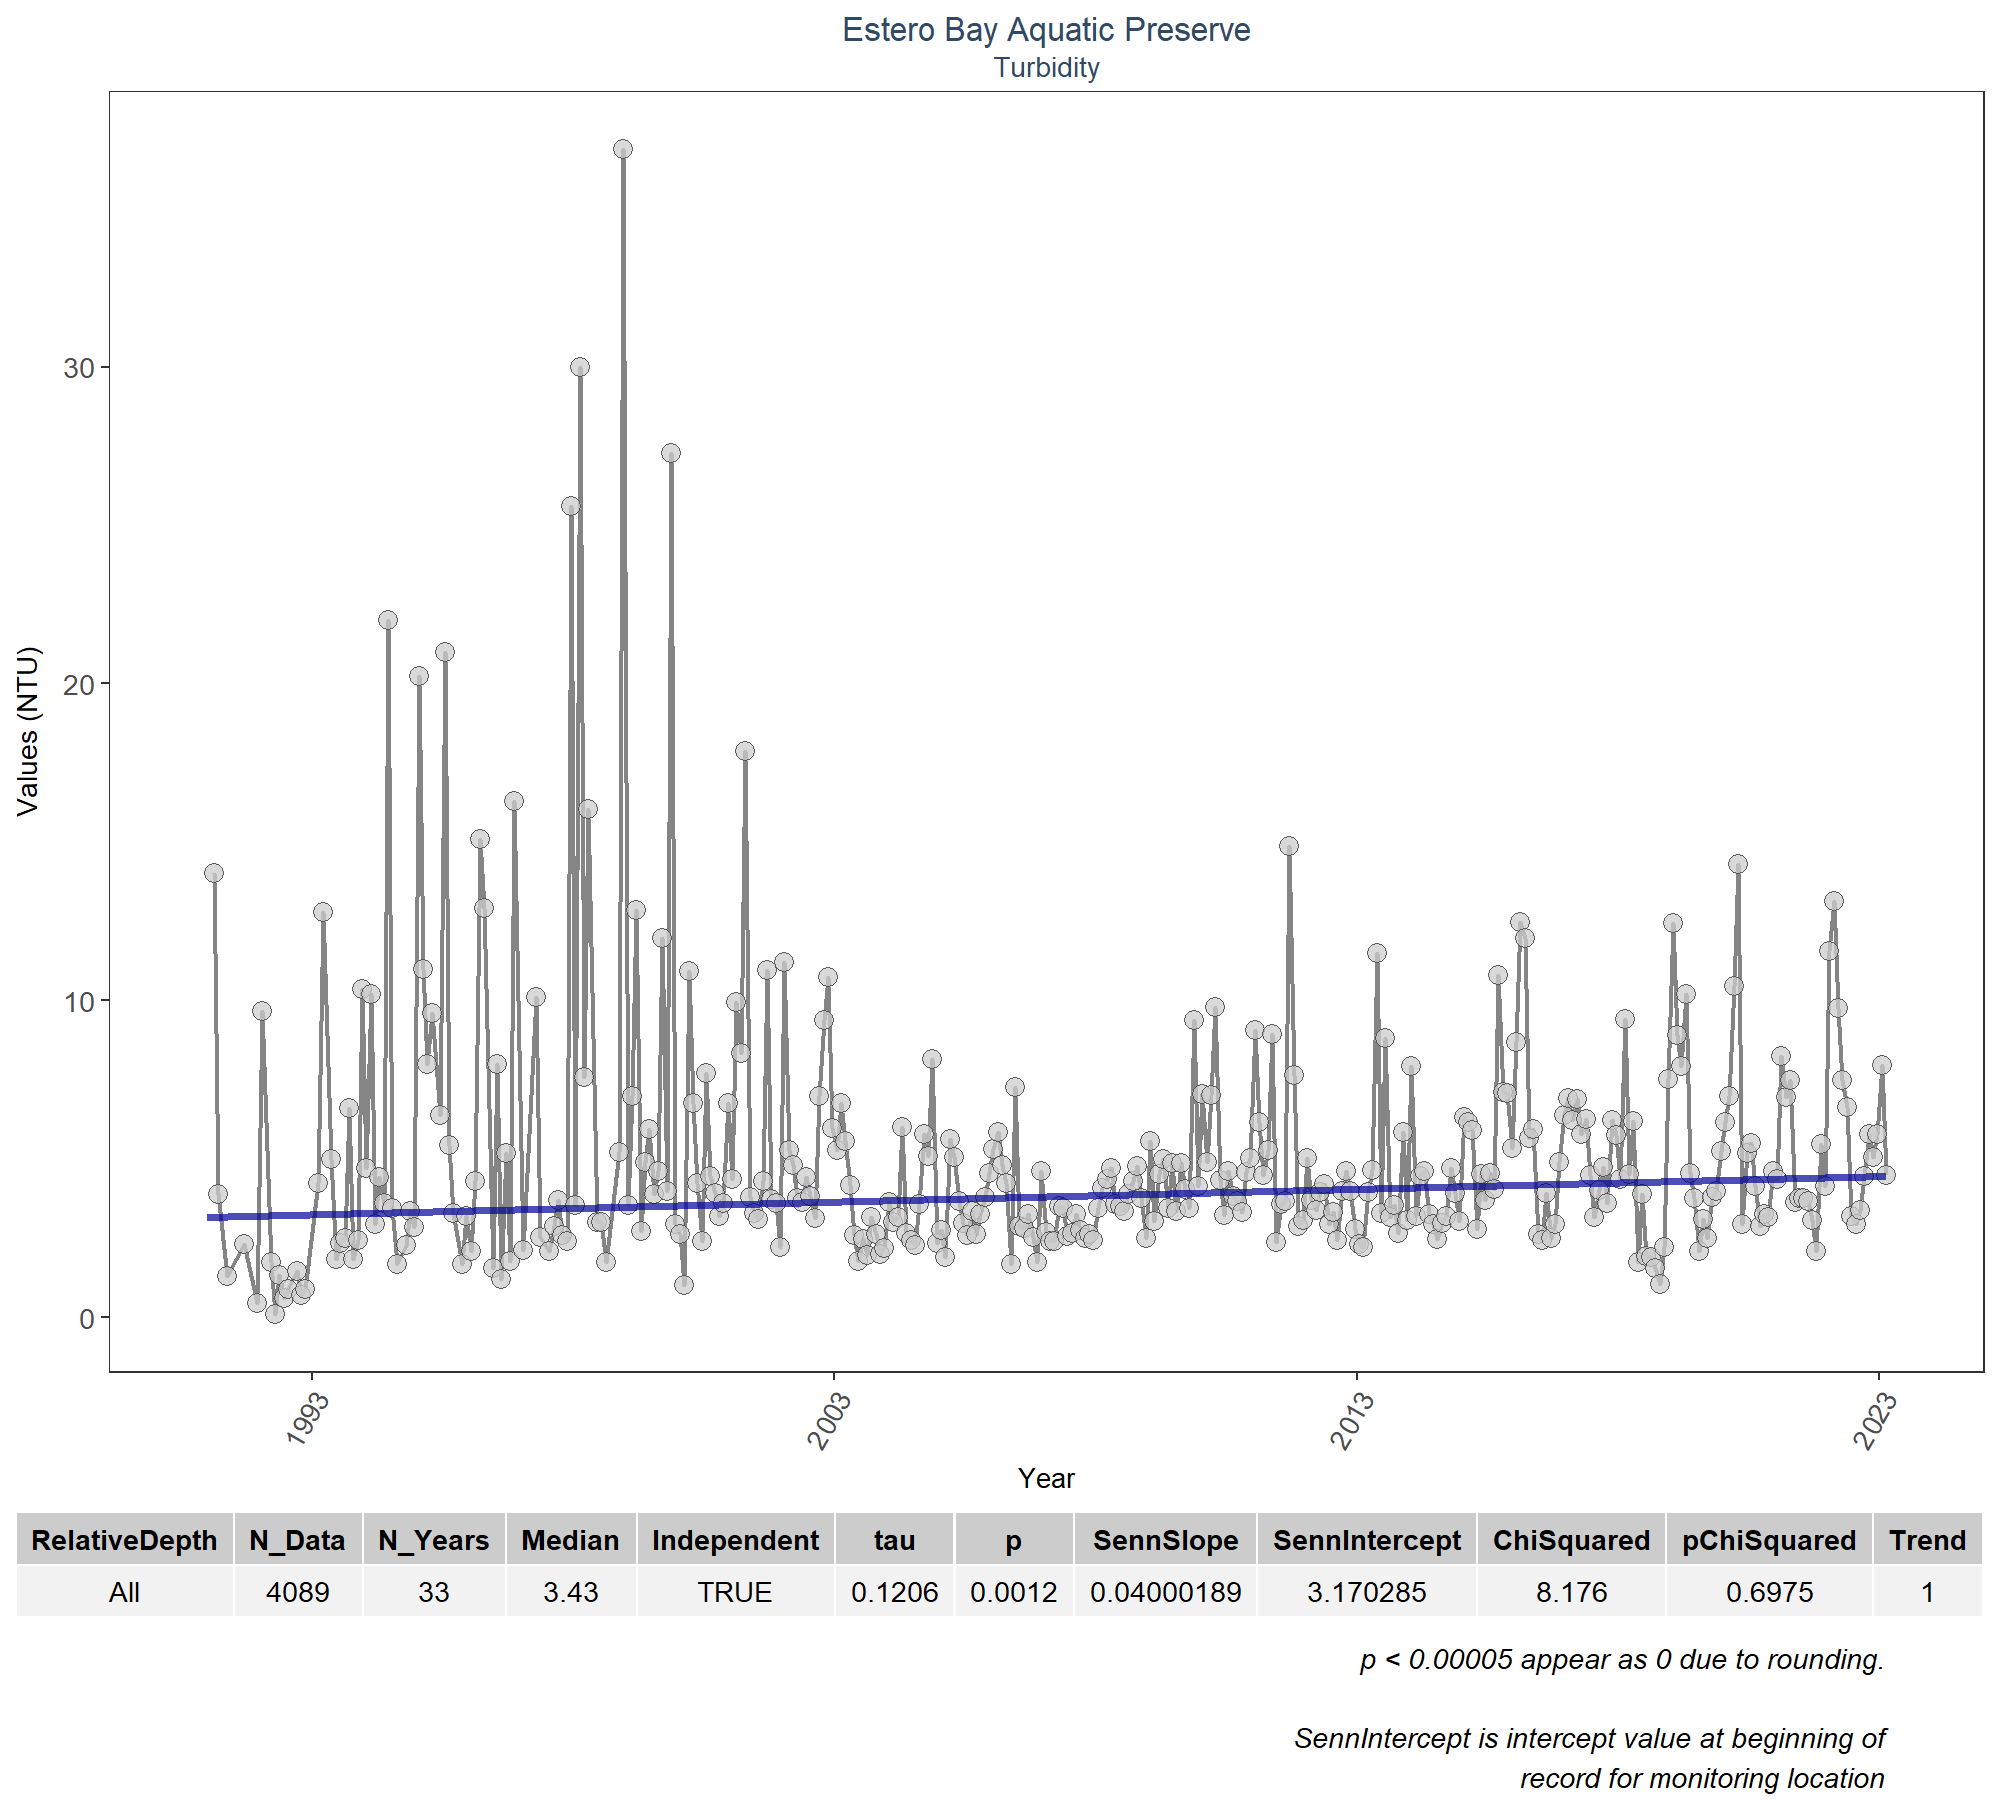 Estero Bay Aquatic Preserve
Turbidity
Values (NTU)
30
20
10
0
1993
2003
2013
2023
Year
RelativeDepth N_Data N_Years Median Independent tau p SennSlope SennIntercept ChiSquared pChiSquared Trend
All 4089 33 3.43 TRUE 0.1206 0.0012 0.04000189 3.170285 8.176 0.6975 1
p < 0.00005 appear as 0 due to rounding.
SennIntercept is intercept value at beginning of
record for monitoring location